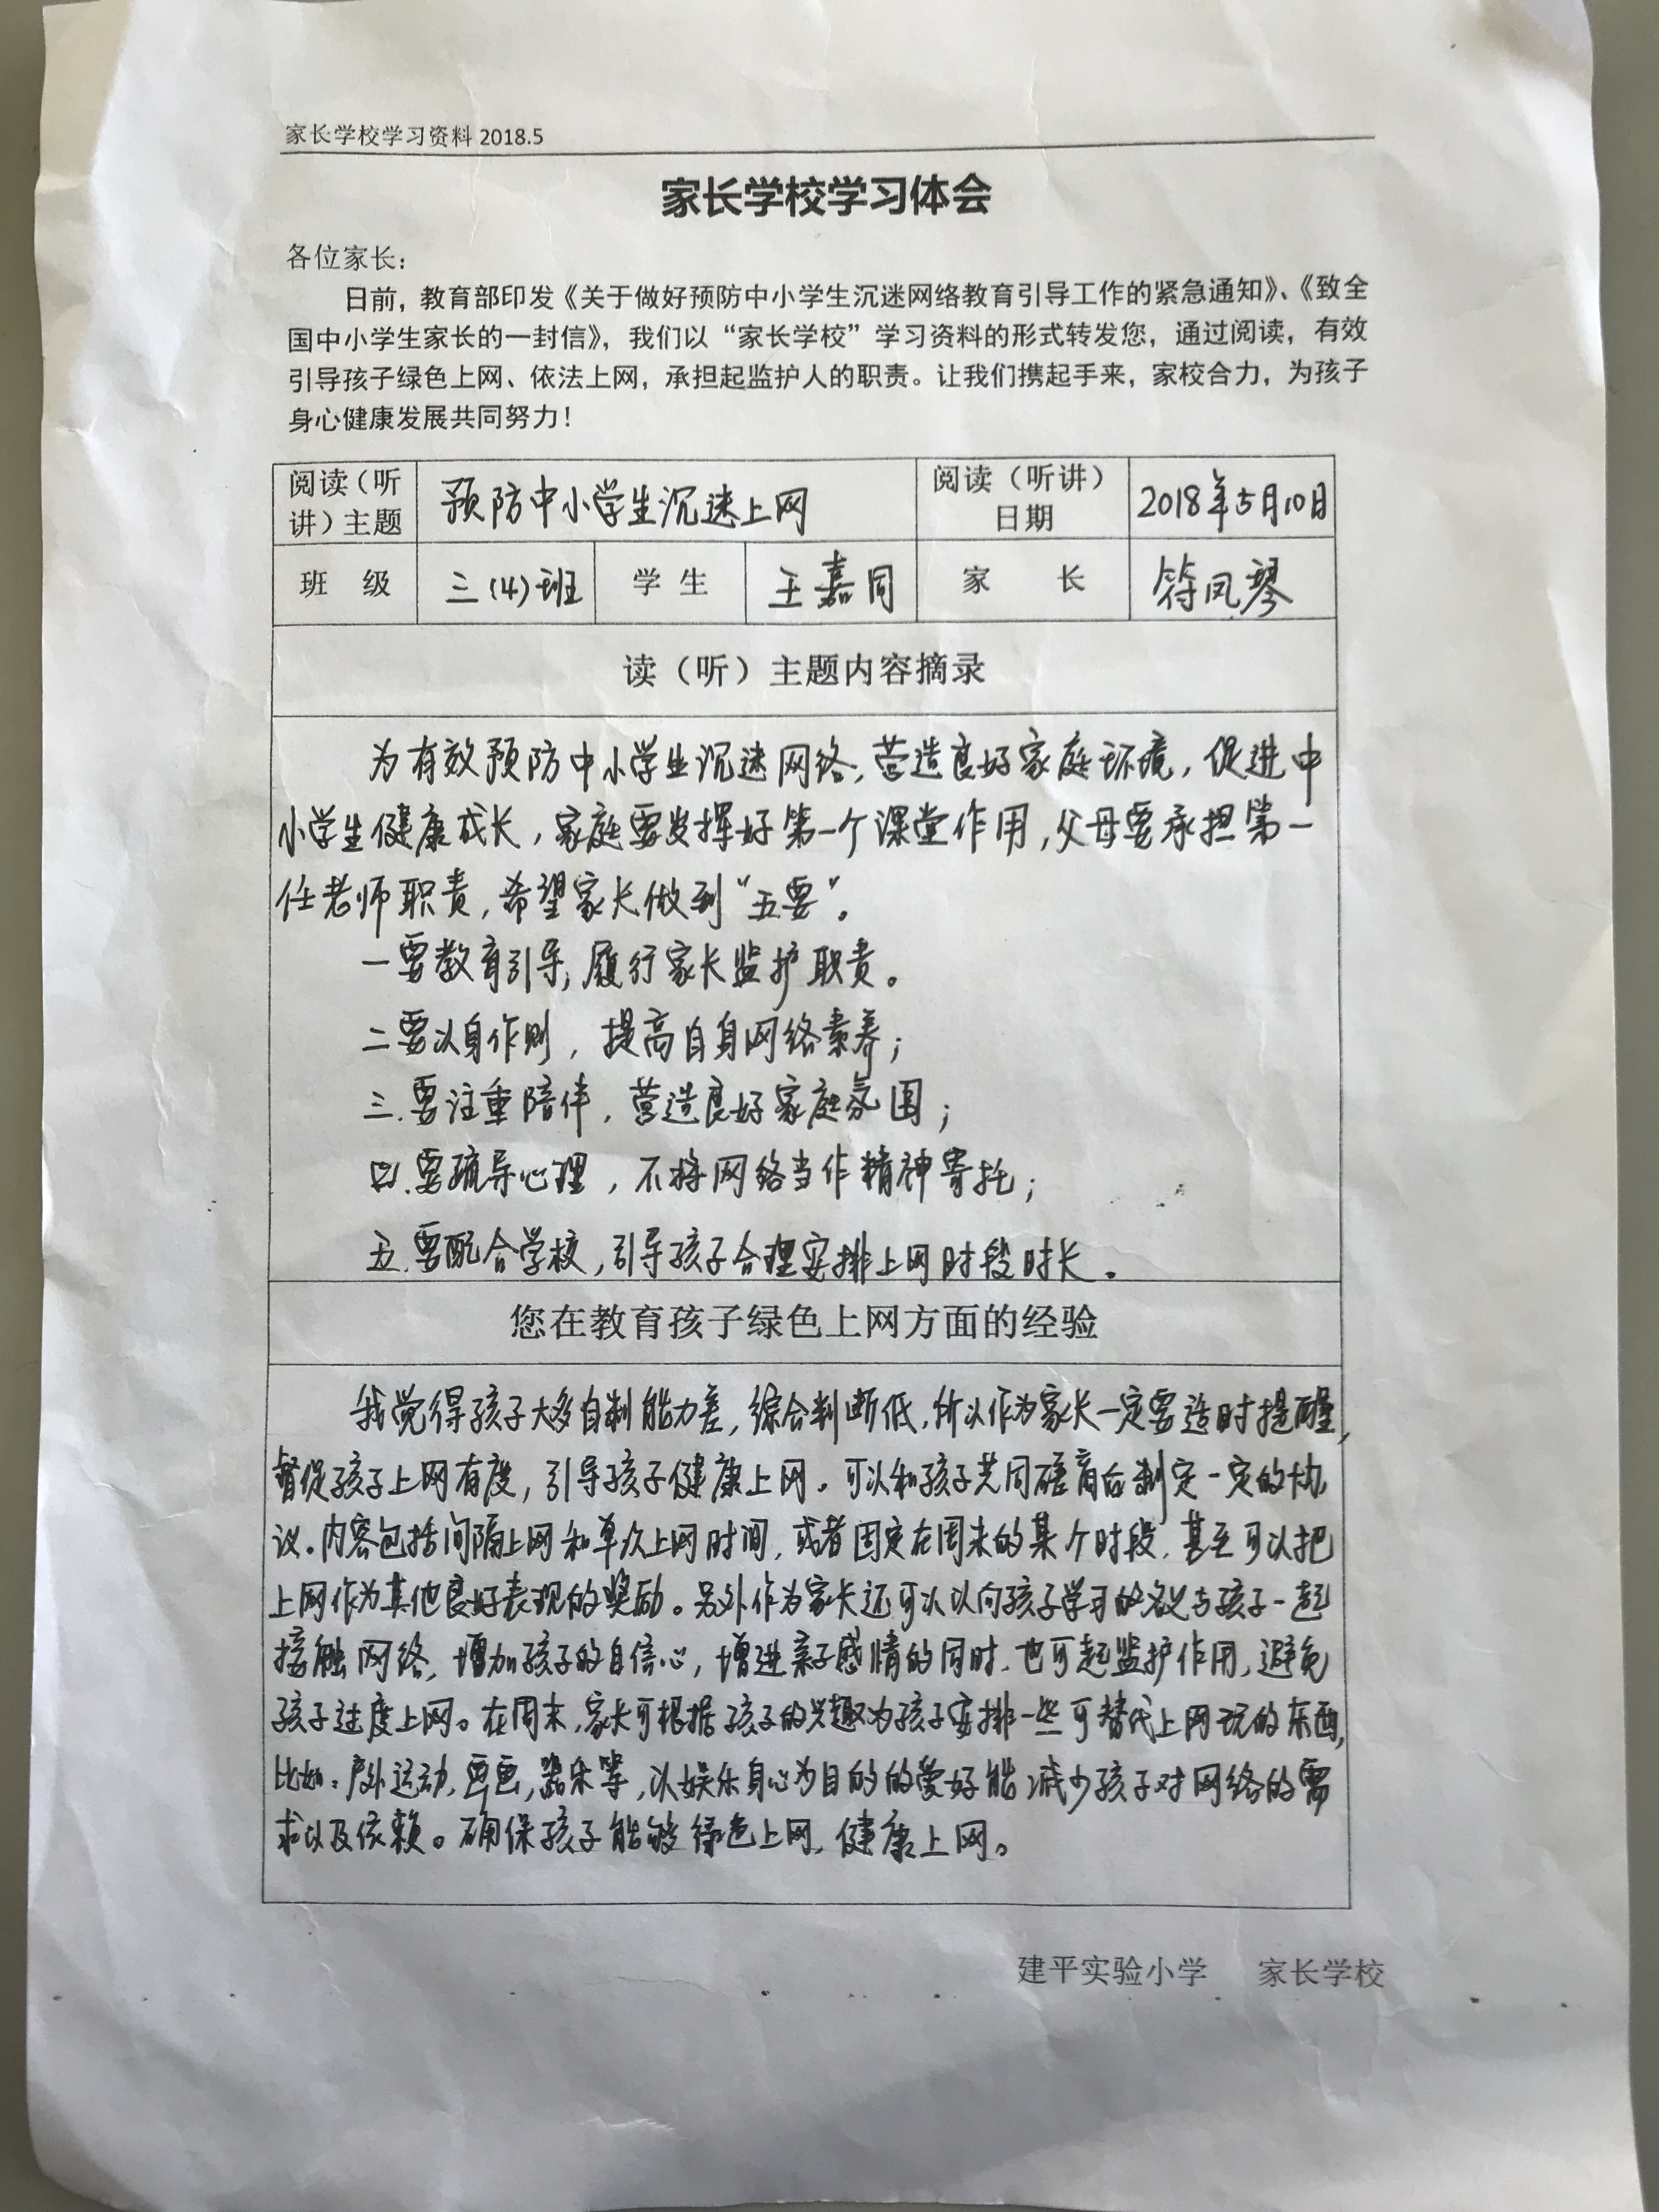 家长学校学习资料 2018.5
家长学校学习体会
各位家长：
日前，教育部印发《关于做好预防中小学生沉迷网络教育引导工作的紧急通知》、《致全
国中小学生家长的一封信》，我们以“家长学校”学习资料的形式转发您，通过阅读，有效
引导孩子绿色上网、依法上网，承担起监护人的职责。让我们携起手来，家校合力，为孩子
身心健康发展共同努力！
阅读（听讲）主题 预防中小学生沉迷上网 阅读（听讲）日期 2018年5月10日
班 级 三(4)班 学 生 王嘉同 家 长 符凤琴
读（听）主题内容摘录
为有效预防中小学业沉迷网络，营造良好家庭环境，促进中
小学生健康成长，家庭要发挥好第一个课堂作用，父母要承担第一
任老师职责，希望家长做到“五要”。
一要教育引导，履行家长监护职责。
二要以身作则，提高自身网络素养；
三.要注重陪伴，营造良好家庭氛围；
四.要疏导心理，不将网络当作精神寄托；
五.要配合学校，引导孩子合理安排上网时段时长。
您在教育孩子绿色上网方面的经验
我觉得孩子大多自制能力差，综合判断低，所以作为家长一定要适时提醒，
督促孩子上网有度，引导孩子健康上网。可以和孩子共同磋商后制定一定的协
议。内容包括间隔上网和单次上网时间，或者固定在周末的某个时段，甚至可以把
上网作为其他良好表现的奖励。另外作为家长还可以以向孩子学习的名义与孩子一起
接触网络，增加孩子的自信心，增进亲子感情的同时，也可起监护作用，避免
孩子过度上网。在周末，家长可根据孩子的兴趣为孩子安排一些可替代上网玩的东西，
比如：户外运动，画画，器乐等，以娱乐身心为目的的爱好能减少孩子对网络的需
求以及依赖。确保孩子能够绿色上网，健康上网。
建平实验小学 家长学校